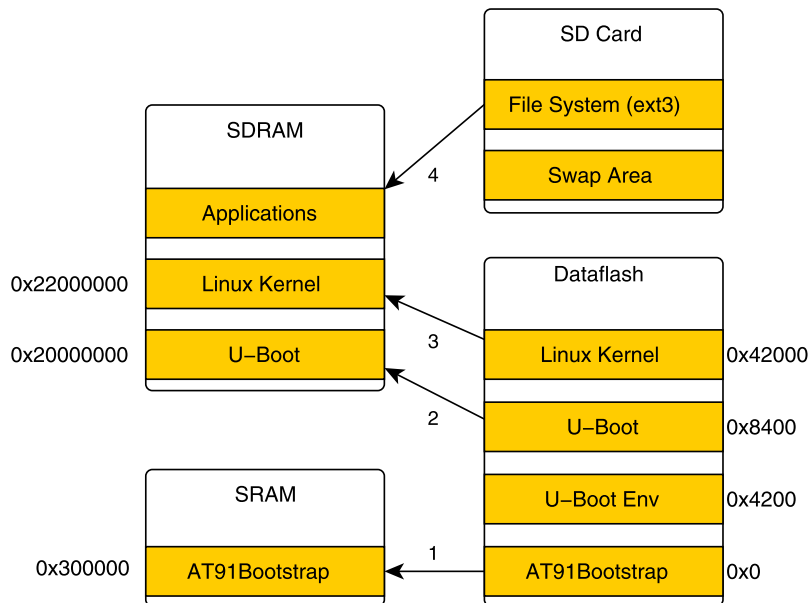 SD Card
File System (ext3)
Swap Area
4
SDRAM
Applications
0x22000000
Linux Kernel
0x20000000
U−Boot
3
2
Dataflash
Linux Kernel
0x42000
U−Boot
0x8400
U−Boot Env
0x4200
AT91Bootstrap
0x0
SRAM
0x300000
AT91Bootstrap
1